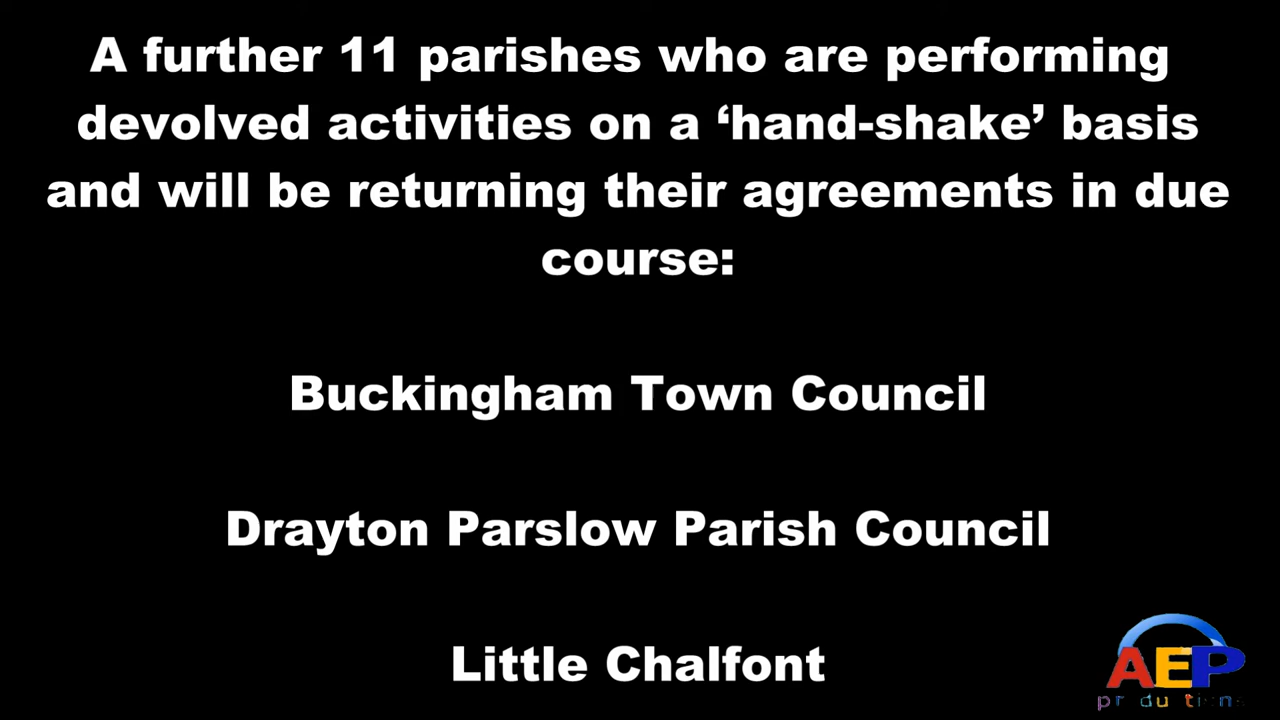 A further 11 parishes who are performing
devolved activities on a ‘hand-shake’ basis
and will be returning their agreements in due
course:
Buckingham Town Council
Drayton Parslow Parish Council
Little Chalfont
AEP